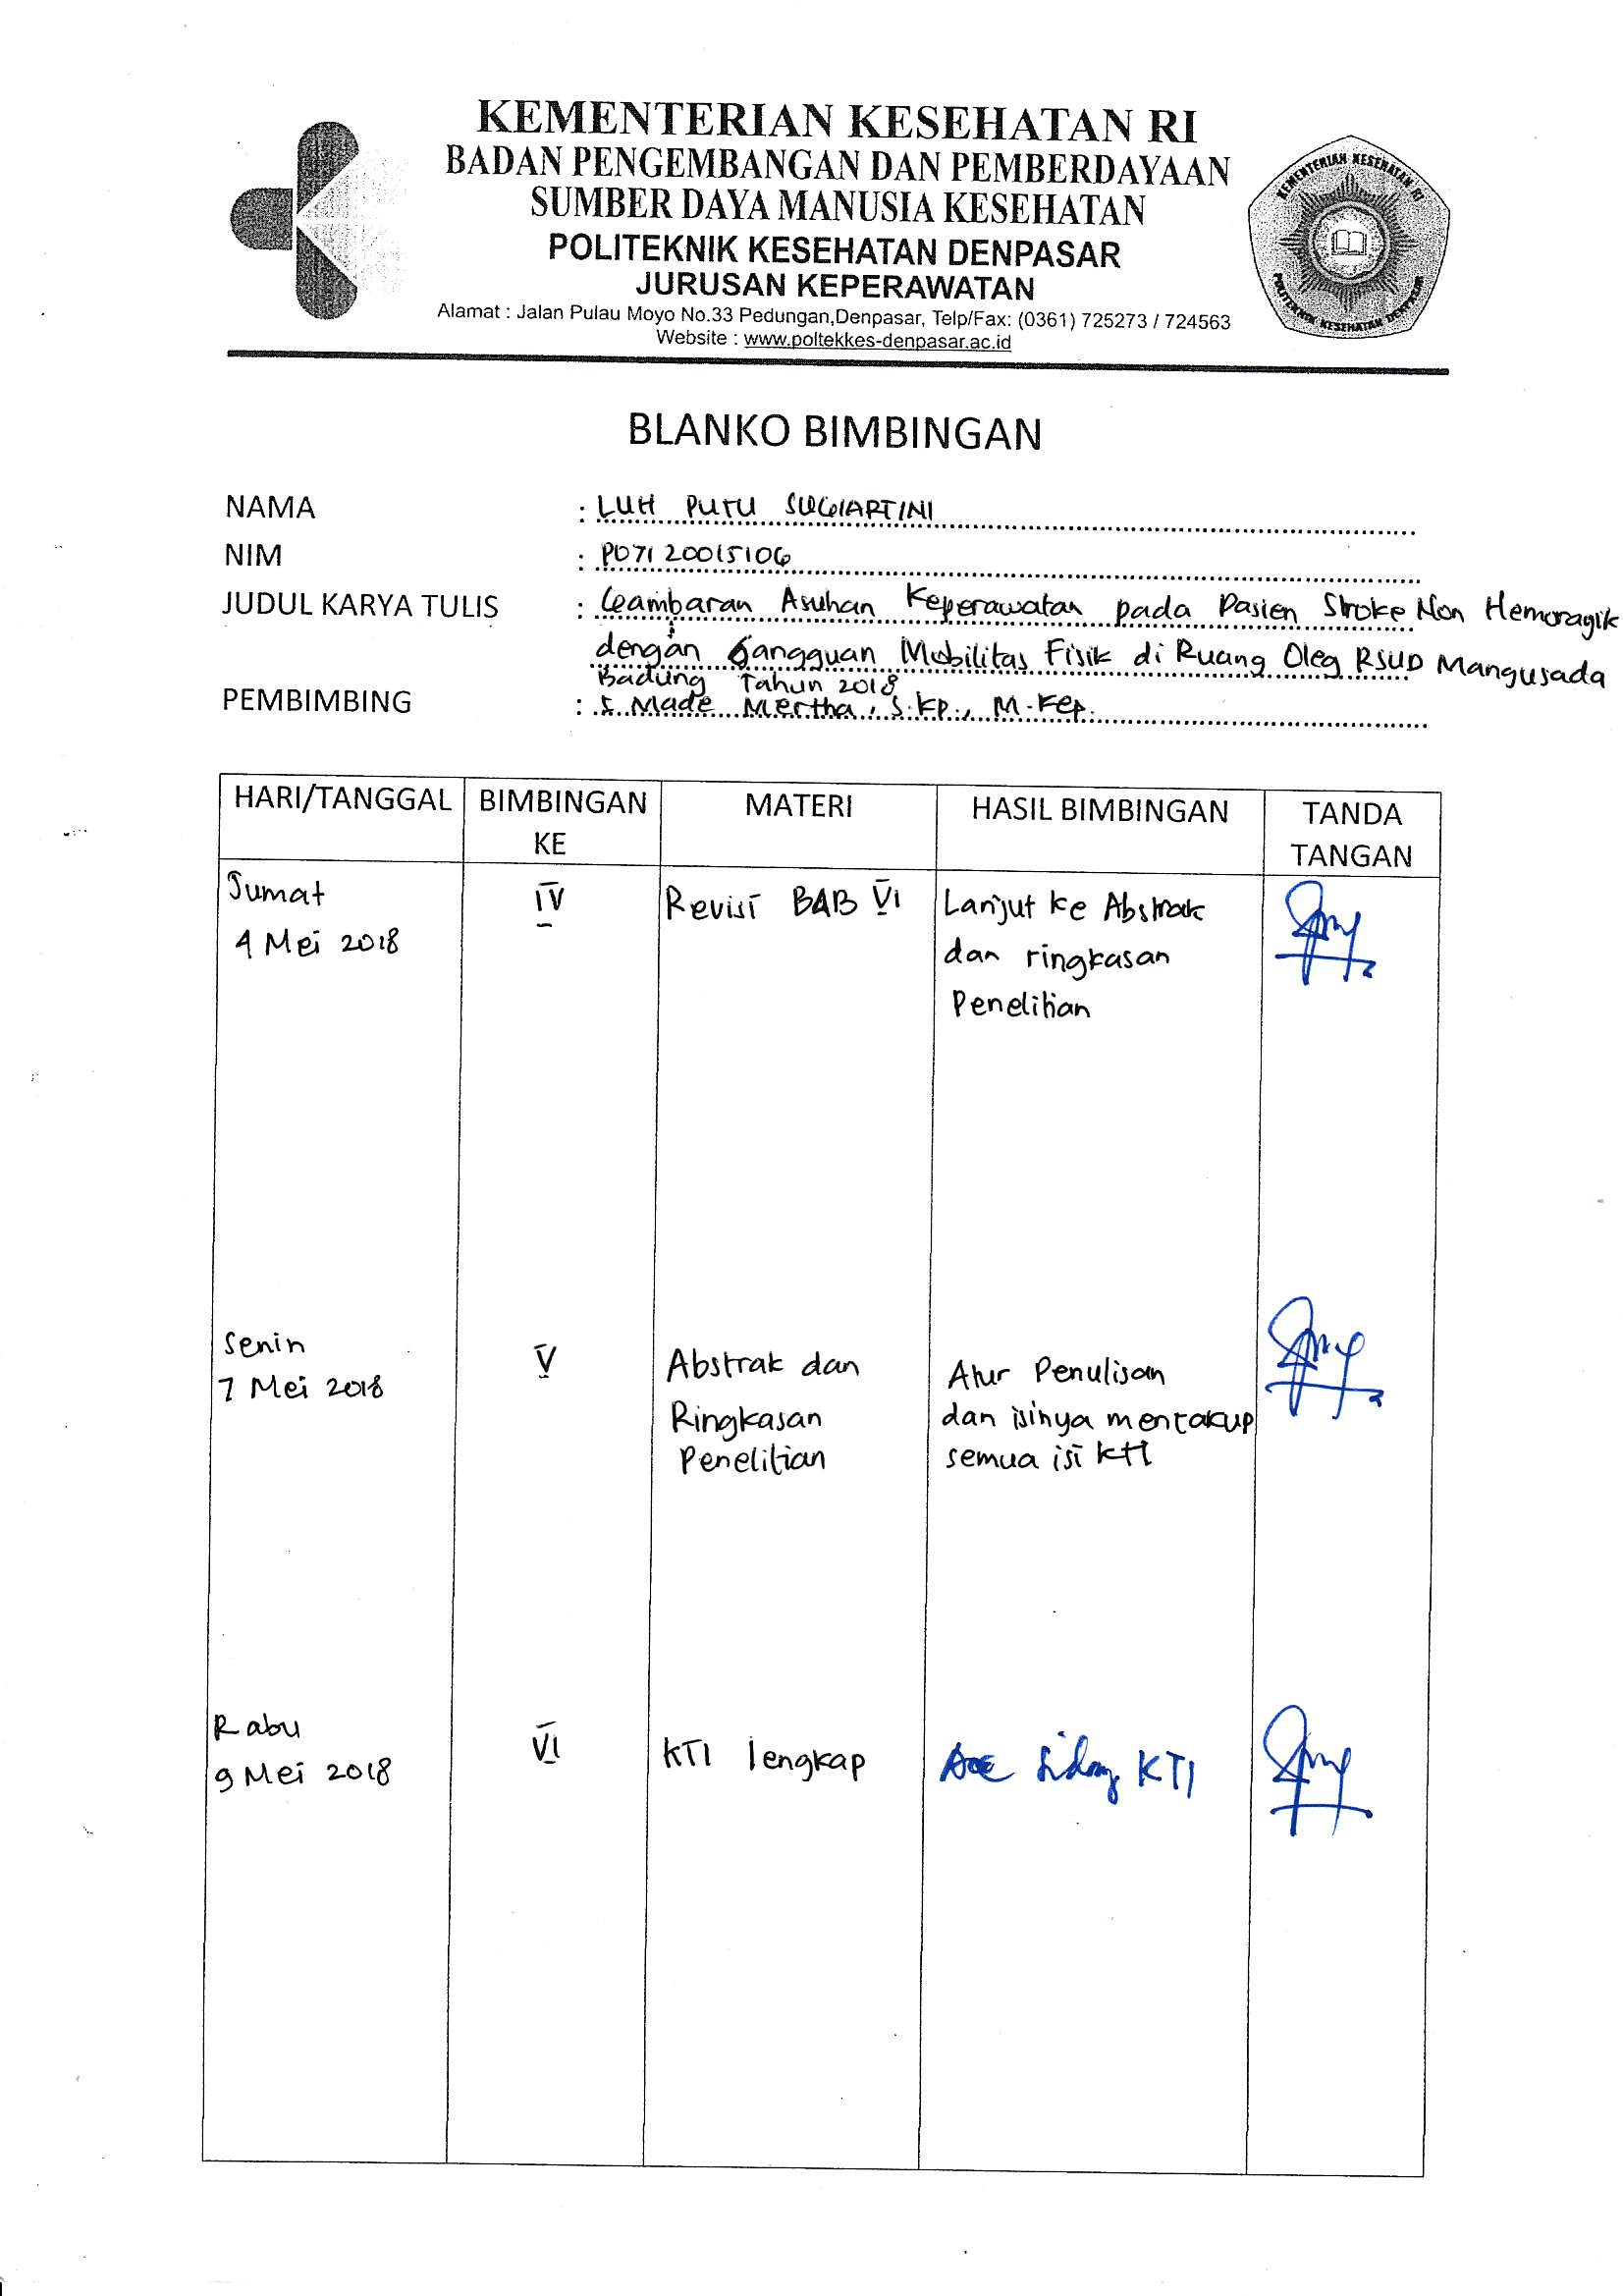 KEMENTERIAN KESEHATAN RI
BADAN PENGEMBANGAN DAN PEMBERDAYAAN
SUMBER DAYA MANUSIA KESEHATAN
POLITEKNIK KESEHATAN DENPASAR
JURUSAN KEPERAWATAN
Alamat : Jalan Pulau Moyo No.33 Pedungan,Denpasar, Telp/Fax: (0361) 725273 / 724563
Website : www.poltekkes-denpasar.ac.id
KEMENTERIAN KESEHATAN RI
POLITEKNIK KESEHATAN DENPASAR
BLANKO BIMBINGAN
NAMA : LUH PUTU SUGIARTINI
NIM : P07120015106
JUDUL KARYA TULIS : Gambaran Asuhan Keperawatan pada Pasien Stroke Non Hemoragik
dengan Gangguan Mobilitas Fisik di Ruang Oleg RSUD Mangusada
Badung Tahun 2018
PEMBIMBING : I Made Mertha, S.Kp., M.Kep.
HARI/TANGGAL BIMBINGAN KE MATERI HASIL BIMBINGAN TANDA TANGAN
Jumat IV Revisi BAB VI Lanjut ke Abstrak
4 Mei 2018 dan ringkasan
Penelitian
Senin V Abstrak dan Atur Penulisan
7 Mei 2018 Ringkasan dan isinya mencakup
Penelitian semua isi KTI
Rabu VI KTI lengkap Acc Sidang KTI
9 Mei 2018